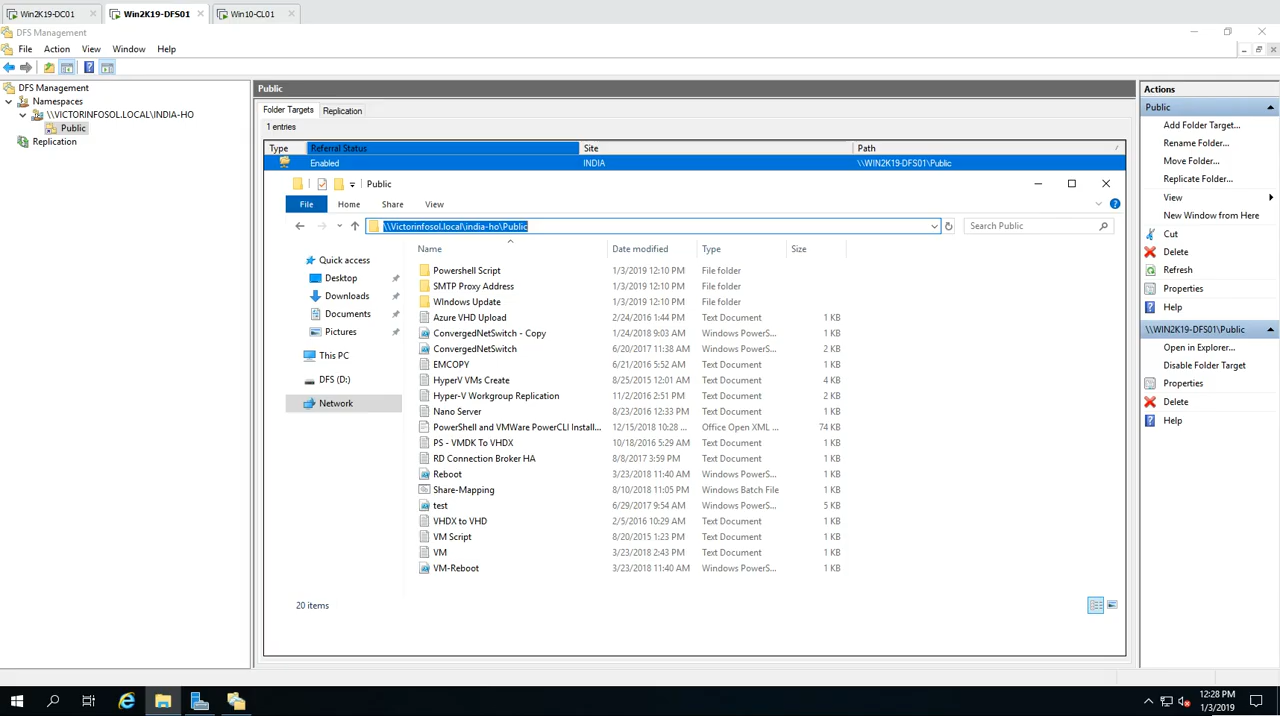 Win2K19-DC01
Win2K19-DFS01
Win10-CL01
DFS Management
File Action View Window Help
DFS Management
Namespaces
\\VICTORINFOSOL.LOCAL\INDIA-HO
Public
Replication
Public
Folder Targets Replication
1 entries
Type Referral Status Site Path
Enabled INDIA \\WIN2K19-DFS01\Public
Public
File Home Share View
\\Victorinfosol.local\india-ho\Public
Search Public
Name Date modified Type Size
Quick access
Desktop
Downloads
Documents
Pictures
This PC
DFS (D:)
Network
Powershell Script 1/3/2019 12:10 PM File folder
SMTP Proxy Address 1/3/2019 12:10 PM File folder
WIndows Update 1/3/2019 12:10 PM File folder
Azure VHD Upload 2/24/2016 1:44 PM Text Document 1 KB
ConvergedNetSwitch - Copy 1/24/2018 9:03 AM Windows PowerS... 1 KB
ConvergedNetSwitch 6/20/2017 11:38 AM Windows PowerS... 2 KB
EMCOPY 6/21/2016 5:52 AM Text Document 1 KB
HyperV VMs Create 8/25/2015 12:01 AM Text Document 4 KB
Hyper-V Workgroup Replication 11/2/2016 2:51 PM Text Document 2 KB
Nano Server 8/23/2016 12:33 PM Text Document 1 KB
PowerShell and VMWare PowerCLI Install... 12/15/2018 10:28 ... Office Open XML ... 74 KB
PS - VMDK To VHDX 10/18/2016 5:29 AM Text Document 1 KB
RD Connection Broker HA 8/8/2017 3:59 PM Text Document 1 KB
Reboot 3/23/2018 11:40 AM Windows PowerS... 1 KB
Share-Mapping 8/10/2018 11:05 PM Windows Batch File 1 KB
test 6/29/2017 9:54 AM Windows PowerS... 5 KB
VHDX to VHD 2/5/2016 10:29 AM Text Document 1 KB
VM Script 8/20/2015 1:23 PM Text Document 1 KB
VM 3/23/2018 2:43 PM Text Document 1 KB
VM-Reboot 3/23/2018 11:40 AM Windows PowerS... 1 KB
20 items
Actions
Public
Add Folder Target...
Rename Folder...
Move Folder...
Replicate Folder...
View
New Window from Here
Cut
Delete
Refresh
Properties
Help
\\WIN2K19-DFS01\Public
Open in Explorer...
Disable Folder Target
Properties
Delete
Help
12:28 PM
1/3/2019